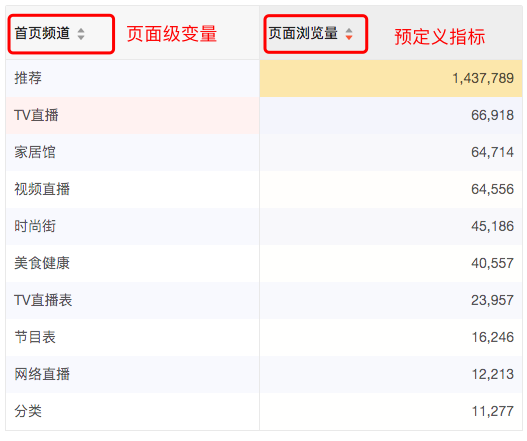 首页频道 页面级变量 页面浏览量 预定义指标
推荐 1,437,789
TV直播 66,918
家居馆 64,714
视频直播 64,556
时尚街 45,186
美食健康 40,557
TV直播表 23,957
节目表 16,246
网络直播 12,213
分类 11,277